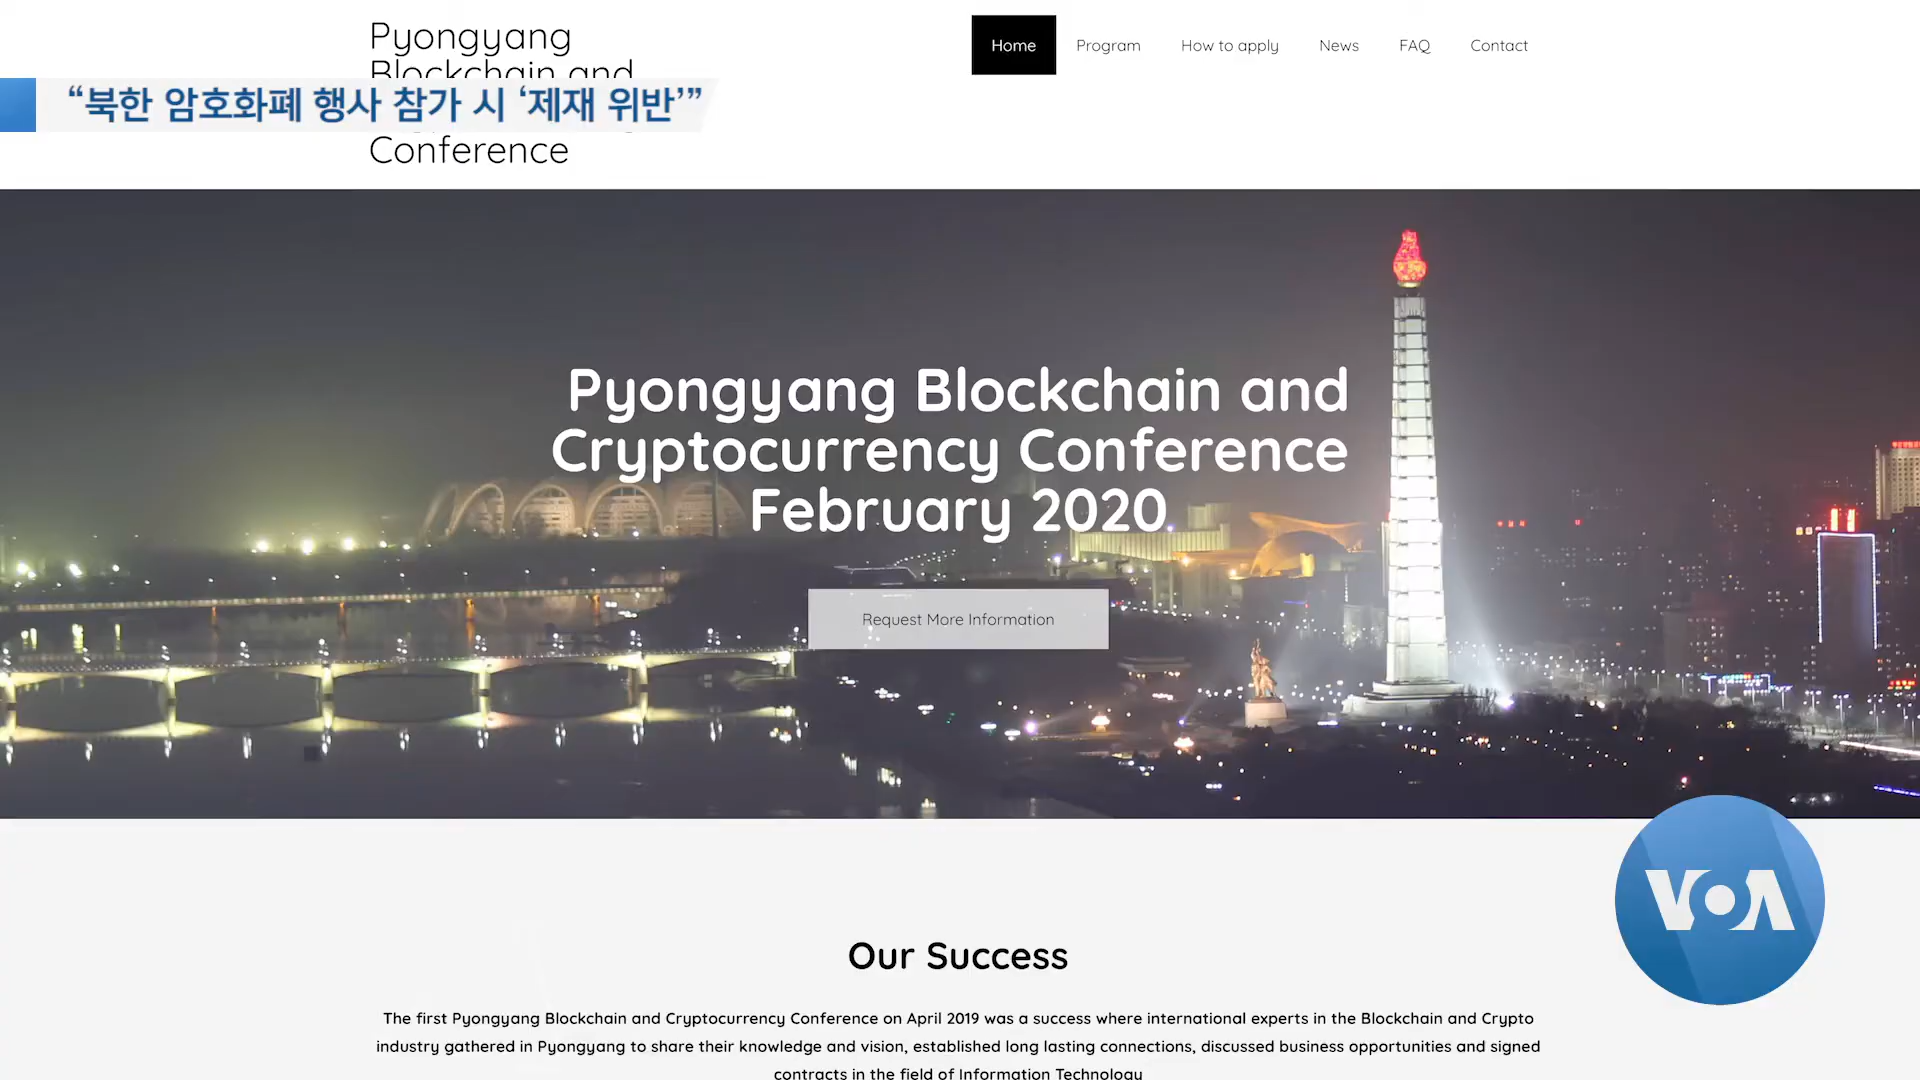 Pyongyang
Home
Program
How to apply
News
FAQ
Contact
Blockchain and
“북한 암호화폐 행사 참가 시 ‘제재 위반’”
Conference
Pyongyang Blockchain and
Cryptocurrency Conference
February 2020
Request More Information
VOA
Our Success
The first Pyongyang Blockchain and Cryptocurrency Conference on April 2019 was a success where international experts in the Blockchain and Crypto
industry gathered in Pyongyang to share their knowledge and vision, established long lasting connections, discussed business opportunities and signed
contracts in the field of Information Technology